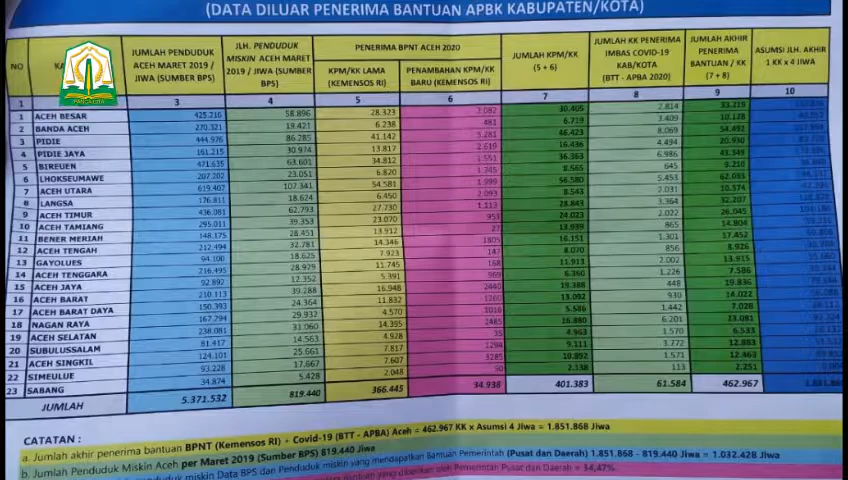 (DATA DILUAR PENERIMA BANTUAN APBK KABUPATEN/KOTA)
NO
JUMLAH PENDUDUK ACEH MARET 2019 / JIWA (SUMBER BPS)
JLH. PENDUDUK MISKIN ACEH MARET 2019 / JIWA (SUMBER BPS)
PENERIMA BPNT ACEH 2020
KPM/KK LAMA (KEMENSOS RI)
PENAMBAHAN KPM/KK BARU (KEMENSOS RI)
JUMLAH KPM/KK (5 + 6)
JUMLAH KK PENERIMA IMBAS COVID-19 KAB/KOTA (BTT - APBA 2020)
JUMLAH AKHIR PENERIMA BANTUAN / KK (7 + 8)
ASUMSI JLH. AKHIR 1 KK x 4 JIWA
PANCACITA
1 3 4 5 6 7 8 9 10
1 ACEH BESAR 425.216 58.896 28.323 2.082 30.405 2.814 33.219
2 BANDA ACEH 270.321 19.421 6.238 481 6.719 3.409 10.128
3 PIDIE 444.976 86.285 41.142 5.281 46.423 8.069 54.492
4 PIDIE JAYA 161.215 30.974 13.817 2.619 16.436 4.494 20.930
5 BIREUEN 471.635 63.601 34.812 1.551 36.363 6.986 43.349
6 LHOKSEUMAWE 207.202 23.051 6.820 1.745 8.565 645 9.210
7 ACEH UTARA 619.407 107.341 54.581 1.999 56.580 5.453 62.033
8 LANGSA 176.811 18.624 6.450 2.093 8.543 2.031 10.574
9 ACEH TIMUR 436.081 62.793 27.730 1.113 28.843 3.364 32.207
10 ACEH TAMIANG 295.011 39.353 23.070 953 24.023 2.022 26.045
11 BENER MERIAH 148.175 28.451 13.912 27 13.939 865 14.804
12 ACEH TENGAH 212.494 32.781 14.346 1805 16.151 1.301 17.452
13 GAYOLUES 94.100 18.625 7.923 147 8.070 856 8.926
14 ACEH TENGGARA 216.495 28.929 11.745 168 11.913 2.002 13.915
15 ACEH JAYA 92.892 12.352 5.391 969 6.360 1.226 7.586
16 ACEH BARAT 210.113 39.288 16.948 2440 19.388 448 19.836
17 ACEH BARAT DAYA 150.393 24.364 11.832 1260 13.092 930 14.022
18 NAGAN RAYA 167.294 29.932 4.570 1016 5.586 1.442 7.028
19 ACEH SELATAN 238.081 31.060 14.395 2485 16.880 6.201 23.081
20 SUBULUSSALAM 81.417 14.563 4.928 35 4.963 1.570 6.533
21 ACEH SINGKIL 124.101 25.661 7.817 1294 9.111 3.772 12.883
22 SIMEULUE 93.228 17.667 7.607 3285 10.892 1.571 12.463
23 SABANG 34.874 5.428 2.048 90 2.138 113 2.251
JUMLAH 5.371.532 819.440 366.445 34.938 401.383 61.584 462.967 1.851.868
CATATAN :
a. Jumlah akhir penerima bantuan BPNT (Kemensos RI) + Covid-19 (BTT - APBA) Aceh = 462.967 KK x Asumsi 4 Jiwa = 1.851.868 Jiwa
b. Jumlah Penduduk Miskin Aceh per Maret 2019 (Sumber BPS) 819.440 Jiwa
penduduk miskin Data BPS dan Penduduk miskin yang mendapatkan Bantuan Pemerintah (Pusat dan Daerah) 1.851.868 - 819.440 Jiwa = 1.032.428 Jiwa
yang diberikan oleh Pemerintah Pusat dan Daerah = 34,47%.